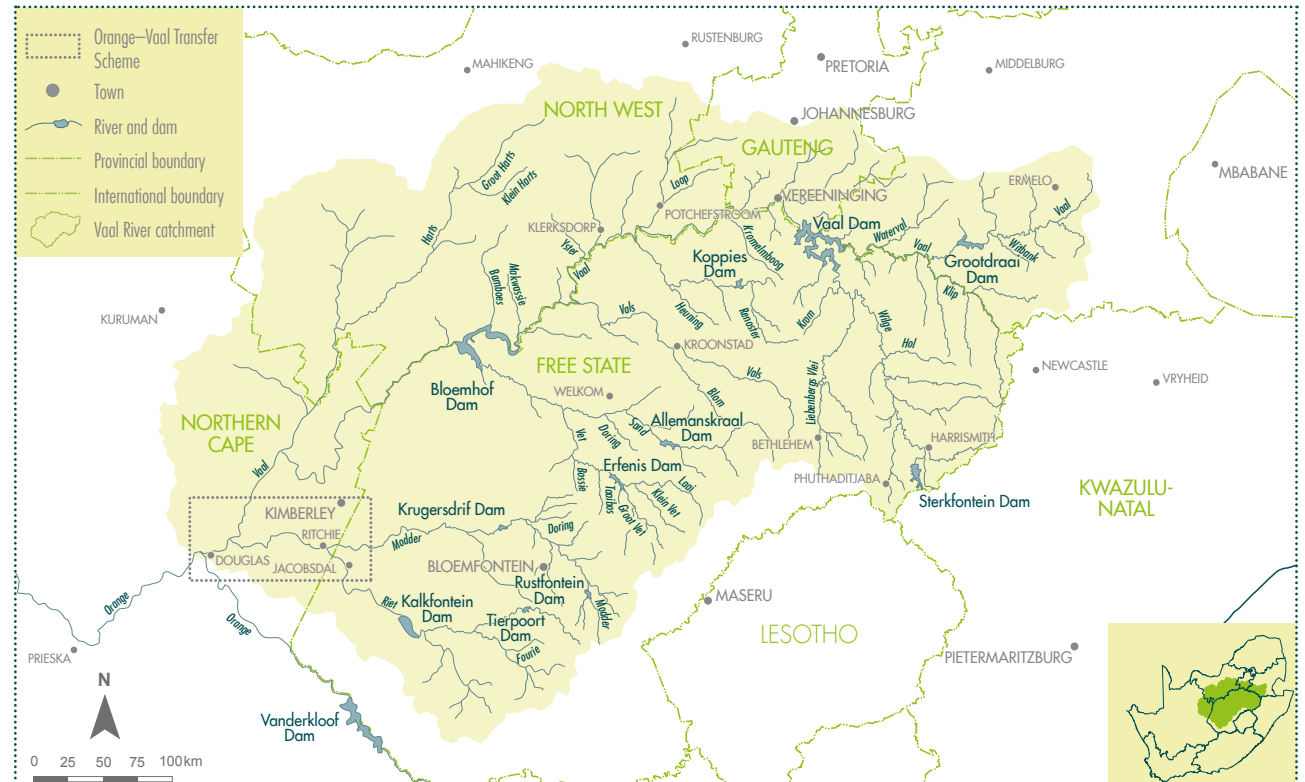 Orange–Vaal Transfer
Scheme
Town
River and dam
Provincial boundary
International boundary
Vaal River catchment
RUSTENBURG
MAHIKENG
PRETORIA
MIDDELBURG
NORTH WEST
JOHANNESBURG
GAUTENG
MBABANE
ERMELO
Groot Harts
Klein Harts
Loop
VEREENINGING
POTCHEFSTROOM
Vaal
Harts
KLERKSDORP
Vaal Dam
Waterval
Kromelmboog
Yster
Vaal
Koppies
Dam
Vaal
Witbank
Grootdraai
Dam
Makwassie
Bamboes
Klip
KURUMAN
Vals
Heuning
Renoster
Krom
Wilge
KROONSTAD
Hol
FREE STATE
NEWCASTLE
Bloemhof
Dam
Vals
VRYHEID
WELKOM
Blom
Liebenbergs Vlei
NORTHERN
CAPE
Sand
Allemanskraal
Dam
Doring
Vet
BETHLEHEM
HARRISMITH
Vaal
Erfenis Dam
Bossie
Taaibos
Laai
Klein Vet
Groot Vet
PHUTHADITJABA
Sterkfontein Dam
KWAZULU-
NATAL
KIMBERLEY
Krugersdrif Dam
RITCHIE
Modder
Doring
DOUGLAS
JACOBSDAL
BLOEMFONTEIN
Rustfontein
Dam
Riet
Kalkfontein
Dam
Modder
MASERU
Orange
Orange
Tierpoort
Dam
LESOTHO
Fourie
PRIESKA
PIETERMARITZBURG
N
Vanderkloof
Dam
0 25 50 75 100 km